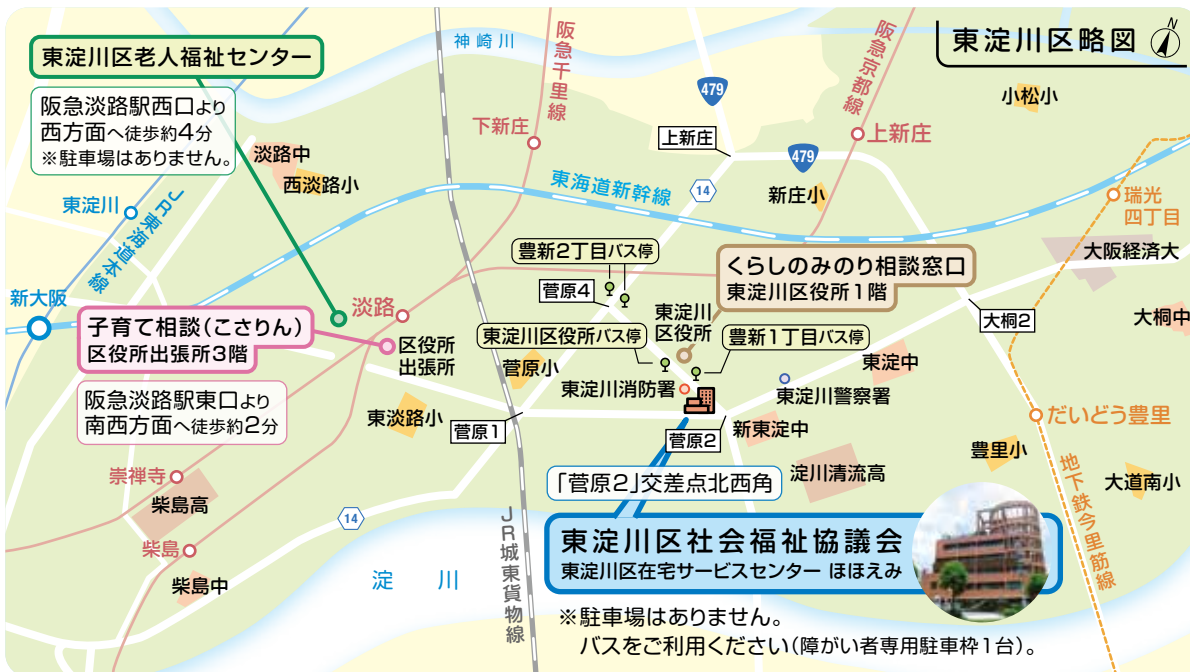 東淀川区略図
N
東淀川区老人福祉センター
阪急淡路駅西口より
西方面へ徒歩約4分
※駐車場はありません。
神崎川
阪急千里線
阪急京都線
479
小松小
下新庄
上新庄
上新庄
479
淡路中
西淡路小
東海道新幹線
14
新庄小
瑞光
四丁目
東淀川
JR東海道本線
大阪経済大
豊新2丁目バス停
くらしのみのり相談窓口
東淀川区役所1階
新大阪
菅原4
淡路
子育て相談(こさりん)
区役所出張所3階
東淀川
区役所
大桐2
大桐中
区役所
出張所
東淀川区役所バス停
豊新1丁目バス停
菅原小
東淀中
阪急淡路駅東口より
南西方面へ徒歩約2分
東淀川消防署
東淀川警察署
東淡路小
菅原1
菅原2
新東淀中
だいどう豊里
豊里小
崇禅寺
柴島高
「菅原2」交差点北西角
淀川清流高
大道南小
地下鉄今里筋線
14
JR城東貨物線
柴島
柴島中
淀川
東淀川区社会福祉協議会
東淀川区在宅サービスセンター ほほえみ
※駐車場はありません。
バスをご利用ください(障がい者専用駐車枠1台)。